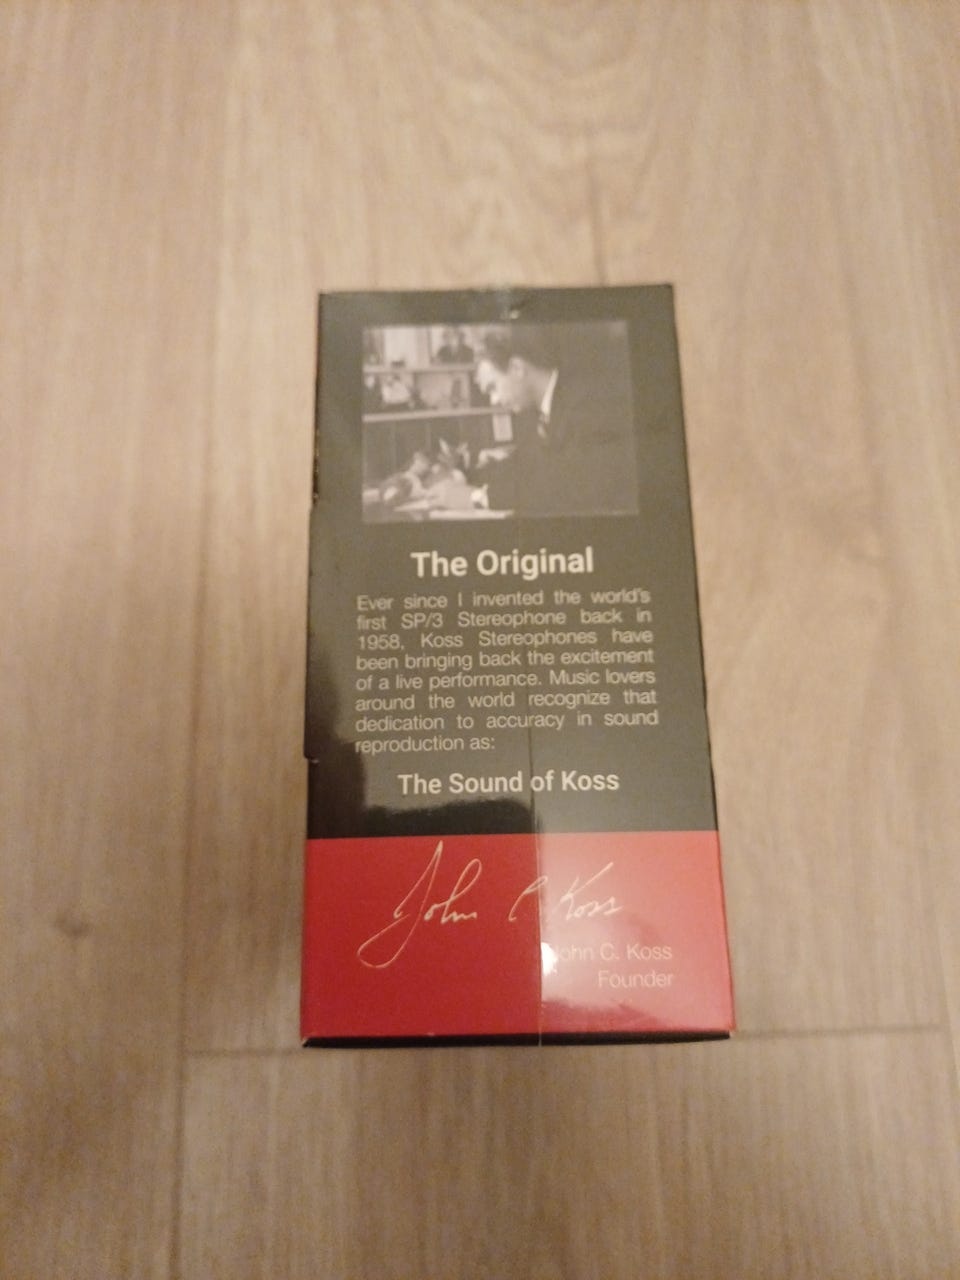 The Original
Ever since I invented the world's
first SP/3 Stereophone back in
1958, Koss Stereophones have
been bringing back the excitement
of a live performance. Music lovers
around the world recognize that
dedication to accuracy in sound
reproduction as:
The Sound of Koss
John C Koss
John C. Koss
Founder